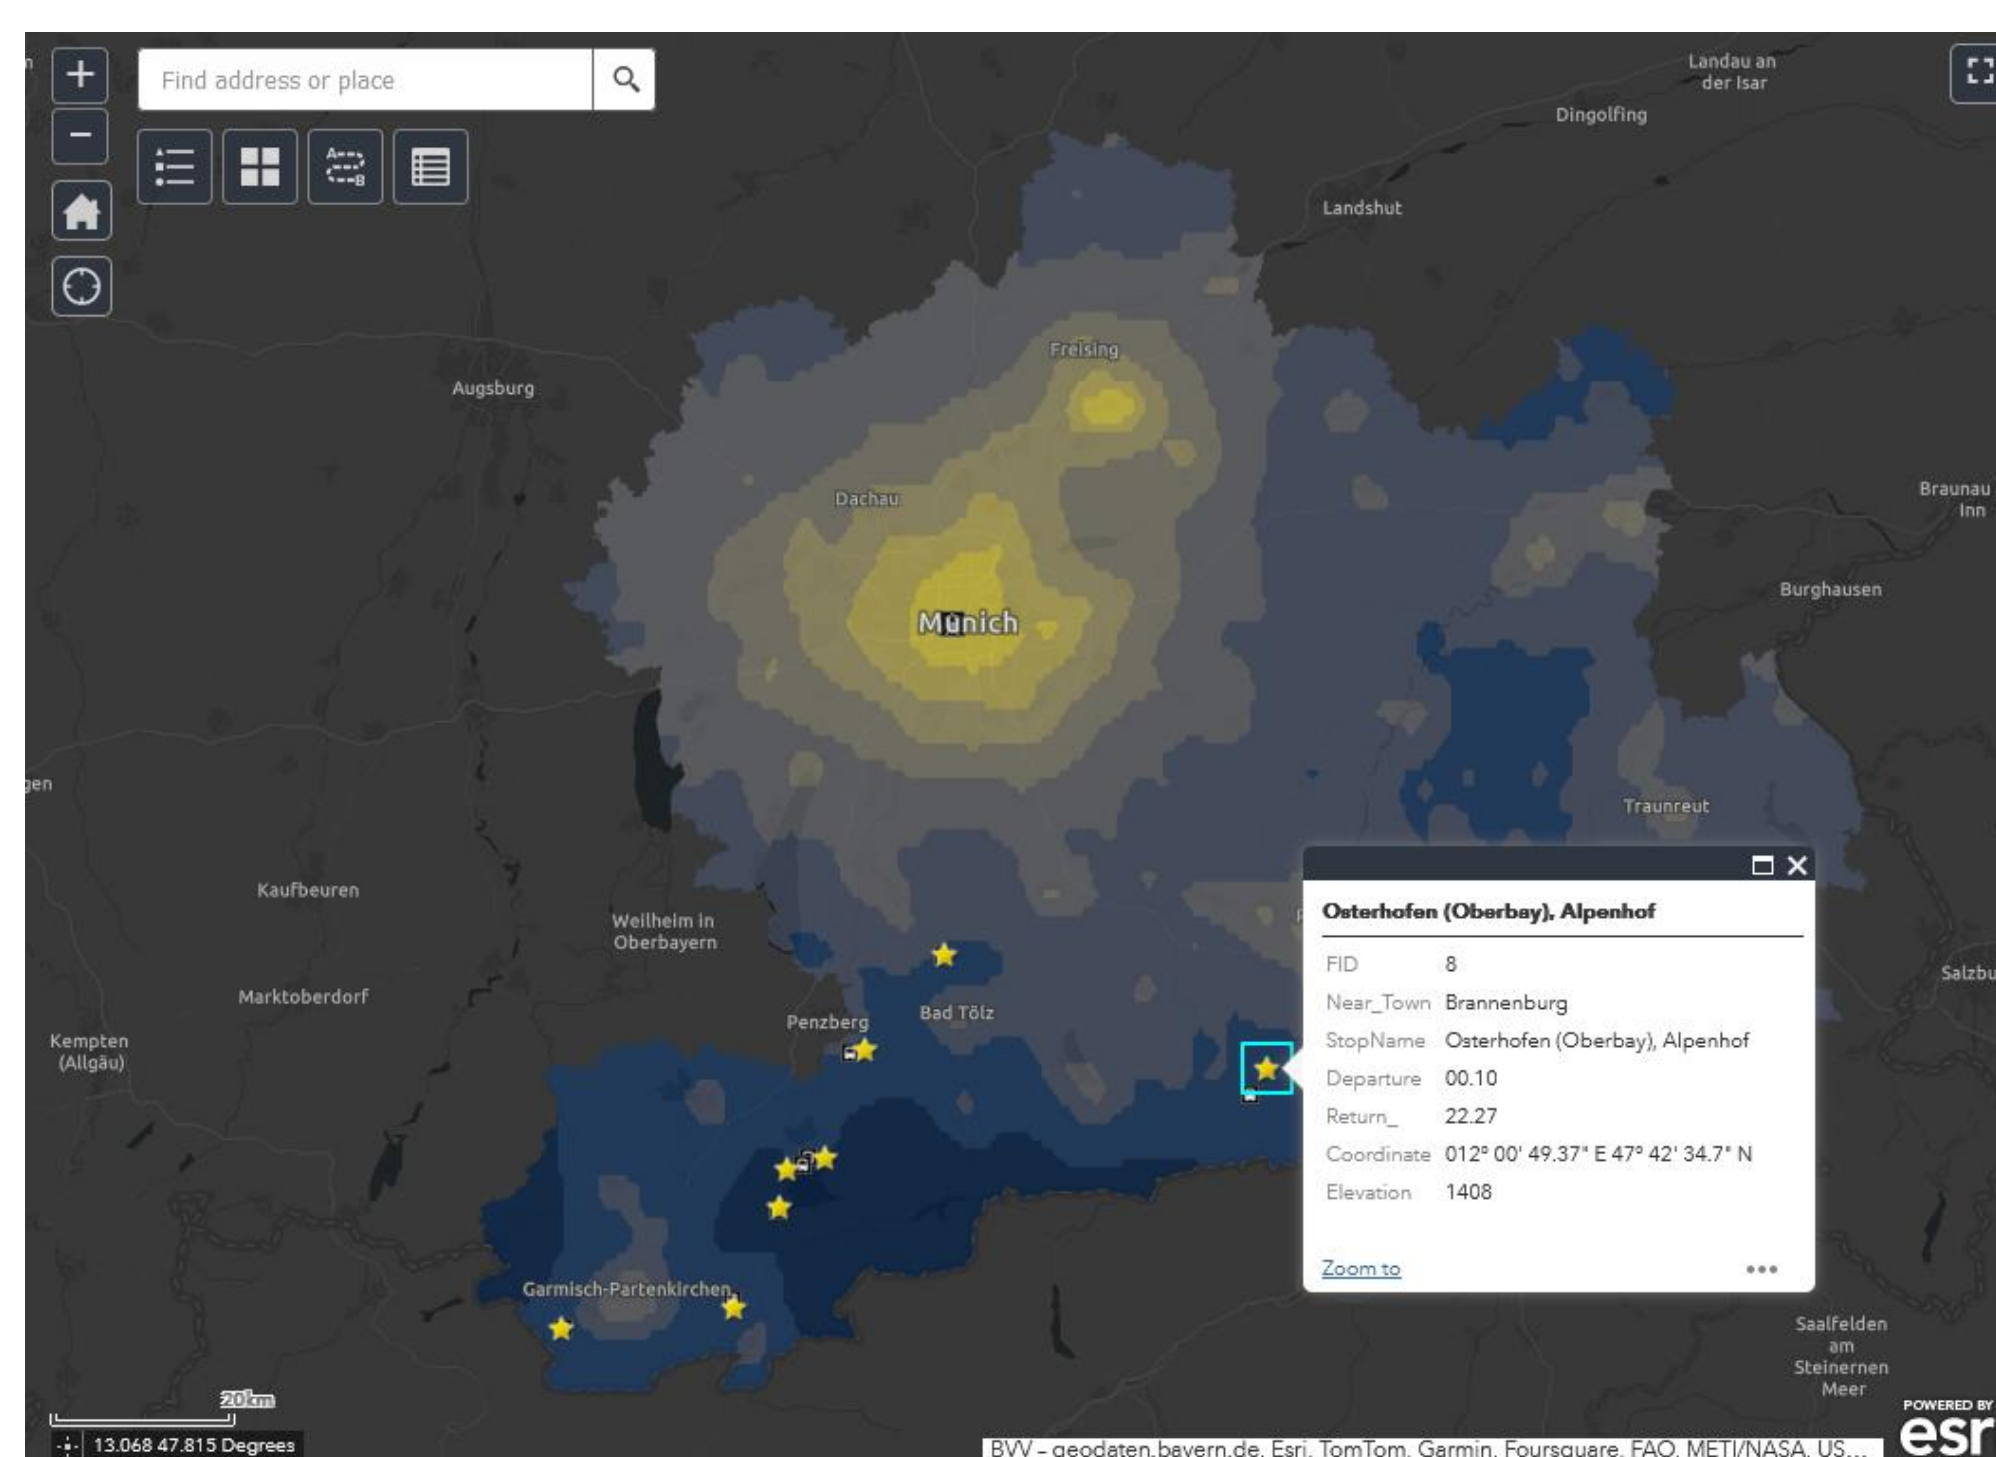 Find address or place
Landau an
der Isar
Dingolfing
Landshut
Freising
Augsburg
Dachau
Braunau
Inn
Burghausen
Munich
gen
Traunreut
Kaufbeuren
Weilheim in
Oberbayern
Osterhofen (Oberbay), Alpenhof
FID 8
Near_Town Brannenburg
StopName Osterhofen (Oberbay), Alpenhof
Departure 00.10
Return_ 22.27
Coordinate 012° 00' 49.37" E 47° 42' 34.7" N
Elevation 1408
Zoom to
Salzbu
Marktoberdorf
Bad Tölz
Penzberg
Kempten
(Allgäu)
Garmisch-Partenkirchen
Saalfelden
am
Steinernen
Meer
20km
13.068 47.815 Degrees
BVV – geodaten.bayern.de, Esri, TomTom, Garmin, Foursquare, FAO, METI/NASA, US...
POWERED BY
esr